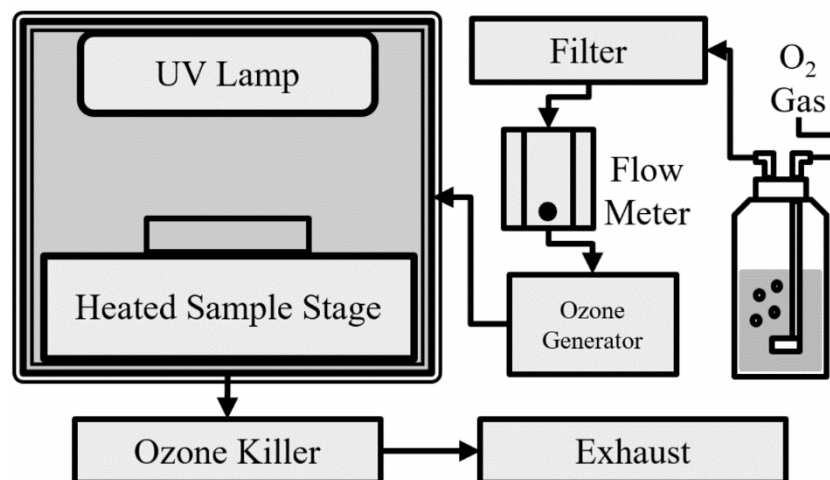 UV Lamp
Filter
O₂
Gas
Flow
Meter
Heated Sample Stage
Ozone
Generator
Ozone Killer
Exhaust